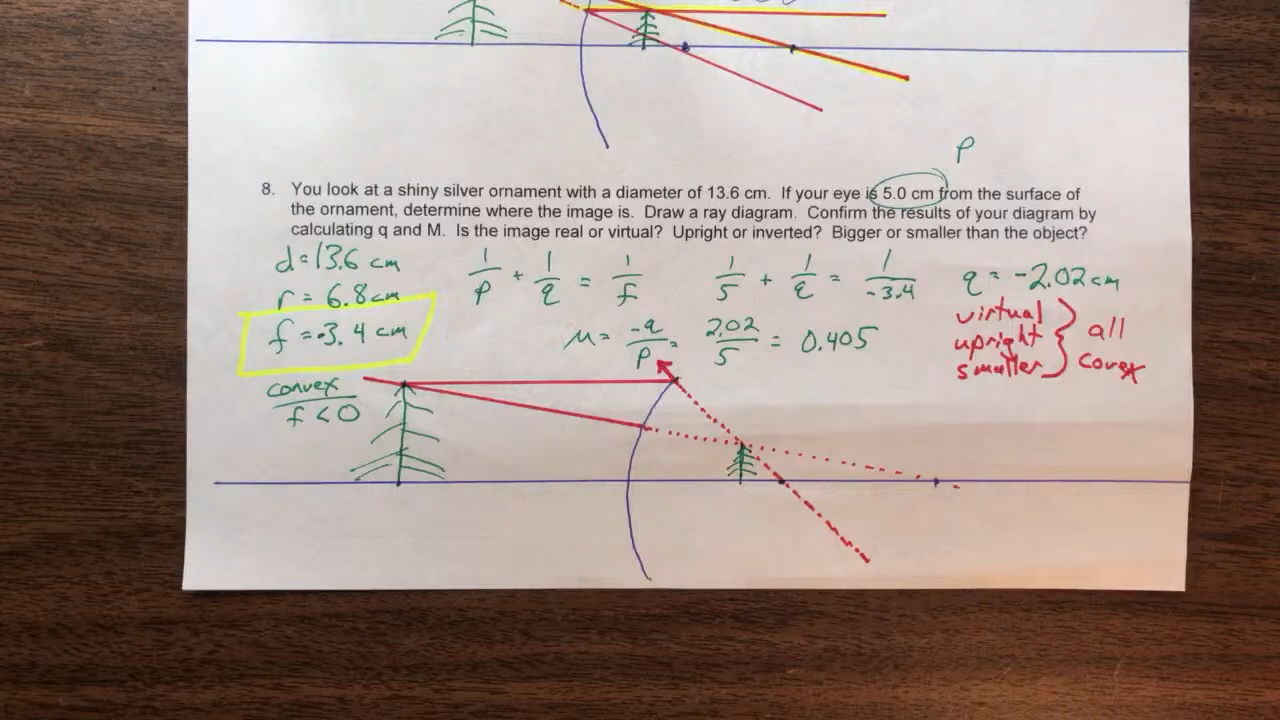 P
8. You look at a shiny silver ornament with a diameter of 13.6 cm. If your eye is 5.0 cm from the surface of
the ornament, determine where the image is. Draw a ray diagram. Confirm the results of your diagram by
calculating q and M. Is the image real or virtual? Upright or inverted? Bigger or smaller than the object?
d=13.6 cm
r = 6.8 cm
f = -3.4 cm
convex
f < 0
1/p + 1/q = 1/f
1/5 + 1/q = 1/-3.4
q = -2.02 cm
M = -q/p = 2.02/5 = 0.405
virtual
upright
smaller
all
covex